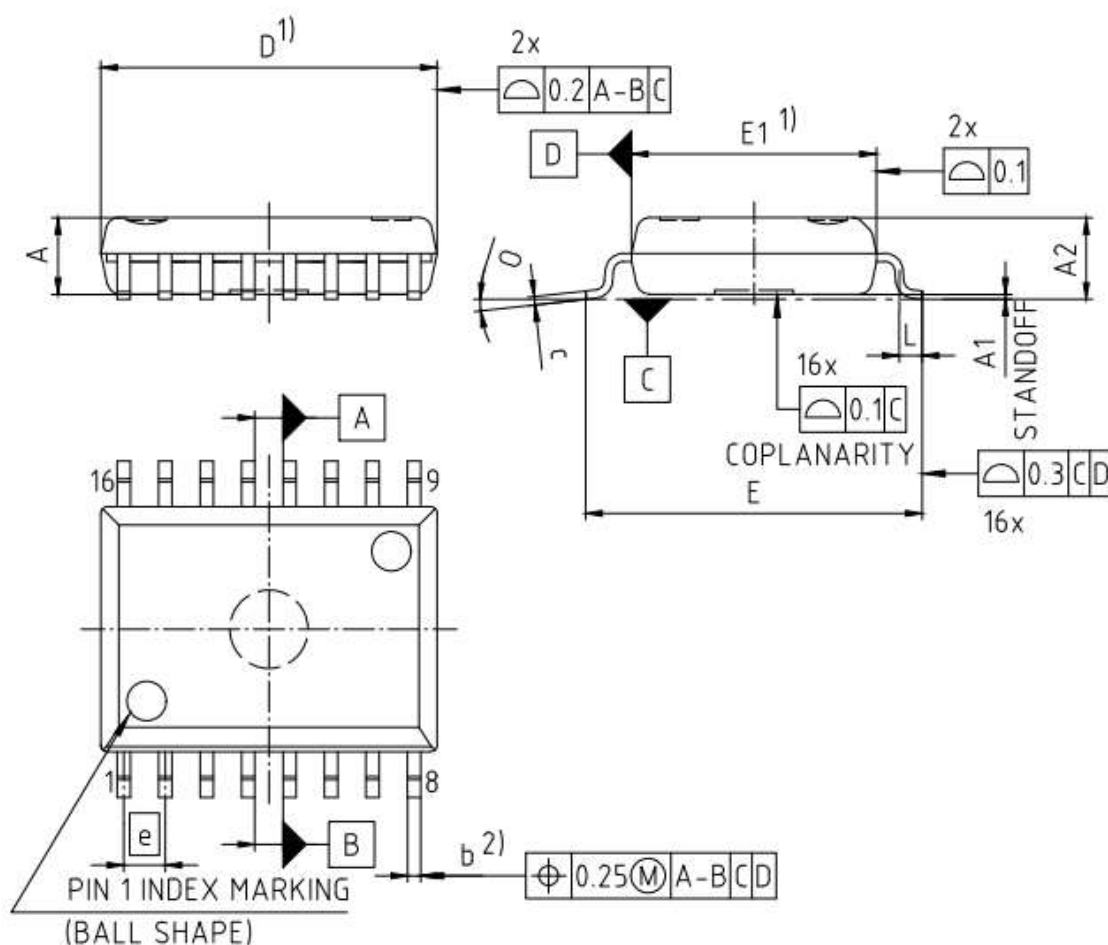 D 1)
2x
⌓ 0.2 A-B C
D
E1 1)
2x
⌓ 0.1
A
O
c
C
16x
⌓ 0.1 C
COPLANARITY
L
A1
STANDOFF
A2
E
⌓ 0.3 C D
16x
A
16
9
1
8
e
B
b 2)
⌖ 0.25 Ⓜ A-B C D
PIN 1 INDEX MARKING
(BALL SHAPE)